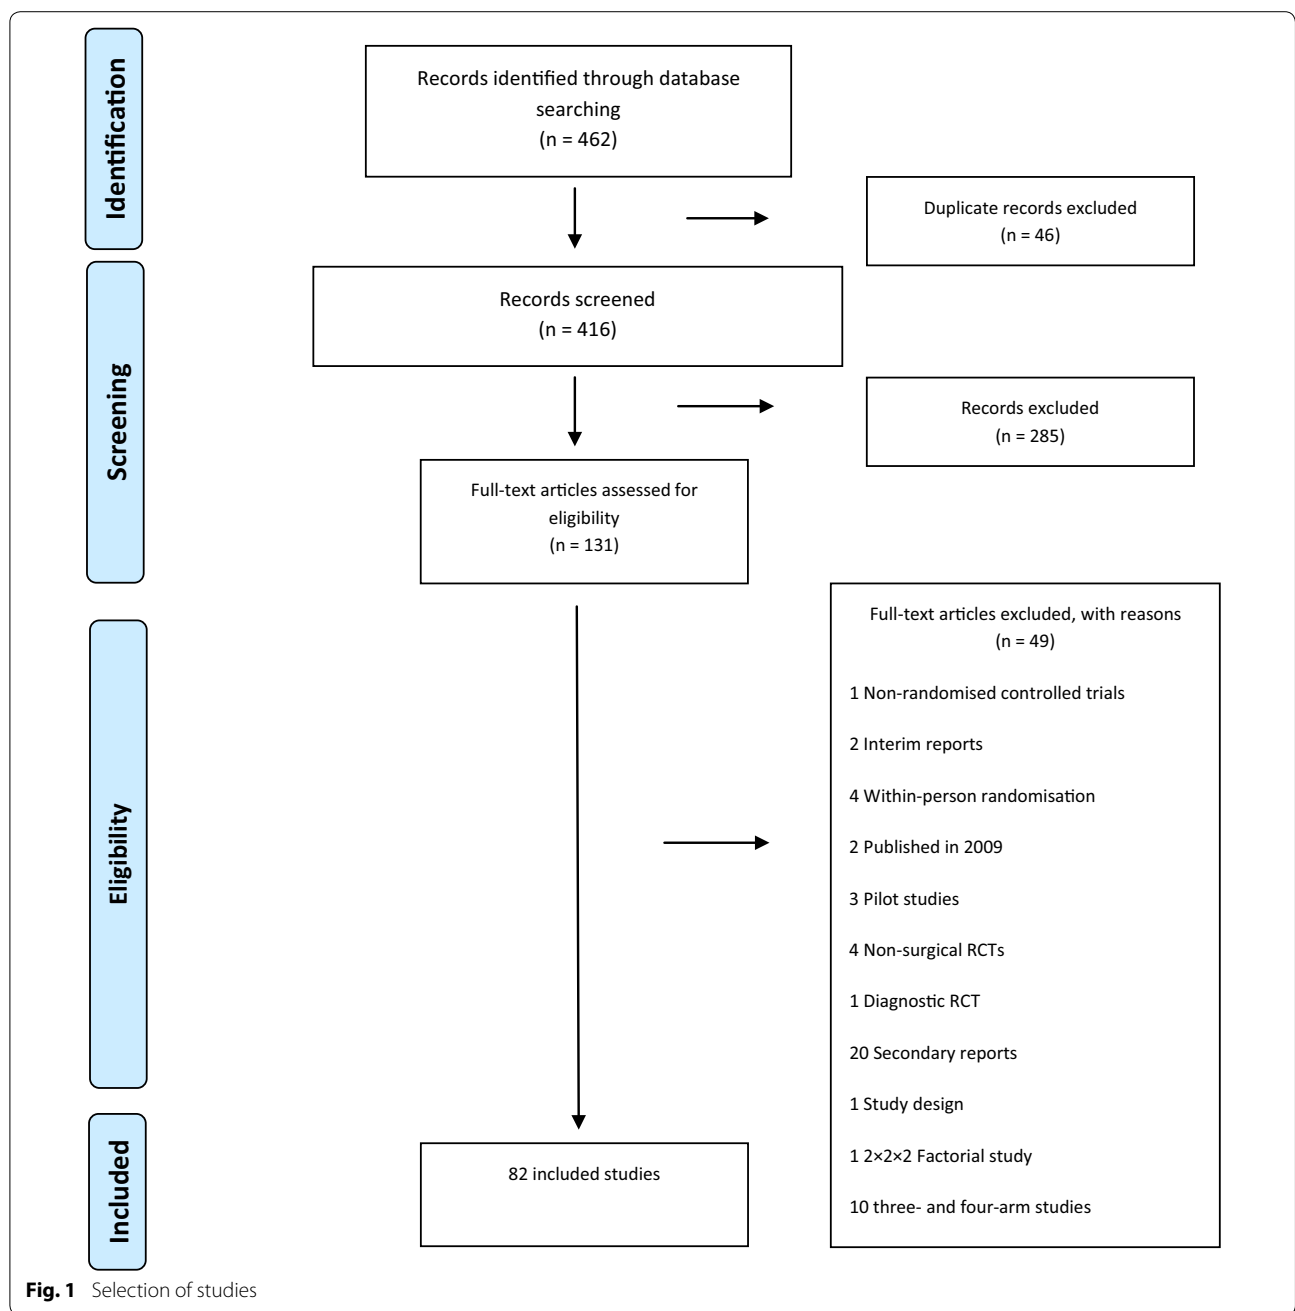 Identification
Records identified through database
searching
(n = 462)
Duplicate records excluded
(n = 46)
Screening
Records screened
(n = 416)
Records excluded
(n = 285)
Full-text articles assessed for
eligibility
(n = 131)
Eligibility
Full-text articles excluded, with reasons
(n = 49)
1 Non-randomised controlled trials
2 Interim reports
4 Within-person randomisation
2 Published in 2009
3 Pilot studies
4 Non-surgical RCTs
1 Diagnostic RCT
20 Secondary reports
1 Study design
1 2×2×2 Factorial study
10 three- and four-arm studies
Included
82 included studies
Fig. 1 Selection of studies